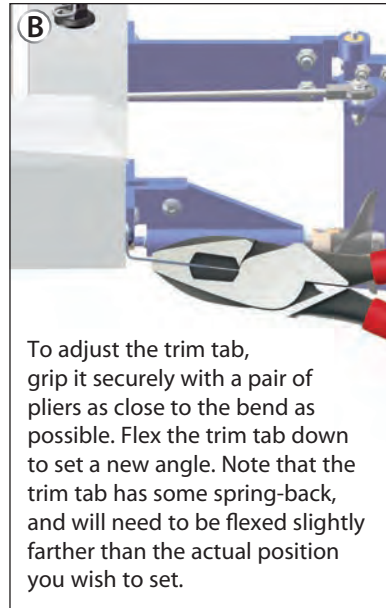 B
To adjust the trim tab,
grip it securely with a pair of
pliers as close to the bend as
possible. Flex the trim tab down
to set a new angle. Note that the
trim tab has some spring-back,
and will need to be flexed slightly
farther than the actual position
you wish to set.